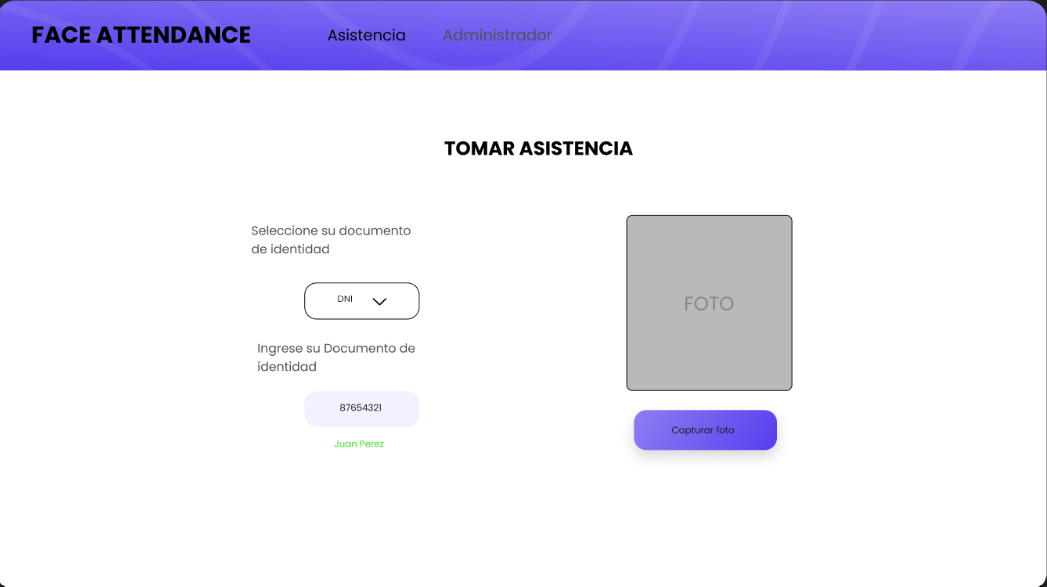 FACE ATTENDANCE
Asistencia
Administrador
TOMAR ASISTENCIA
Seleccione su documento
de identidad
DNI
Ingrese su Documento de
identidad
87654321
Juan Perez
FOTO
Capturar foto